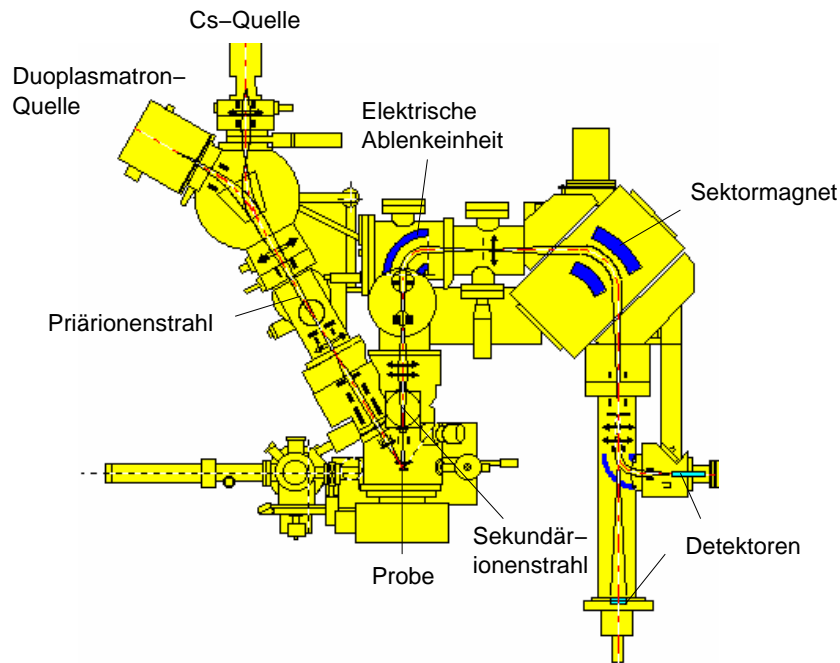 Cs–Quelle
Duoplasmatron–
Quelle
Elektrische
Ablenkeinheit
Sektormagnet
Priärionenstrahl
Sekundär–
ionenstrahl
Detektoren
Probe